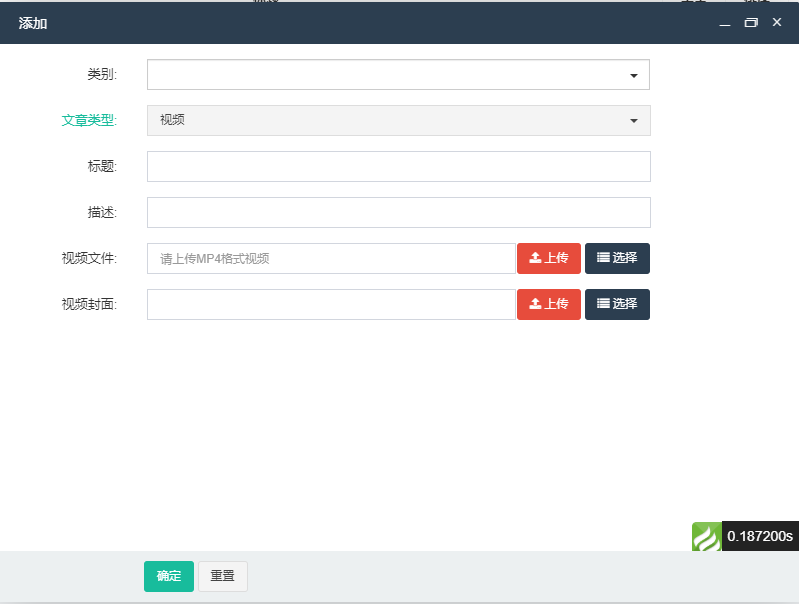 添加
类别:
文章类型: 视频
标题:
描述:
视频文件: 请上传MP4格式视频 上传 选择
视频封面: 上传 选择
0.187200s
确定 重置